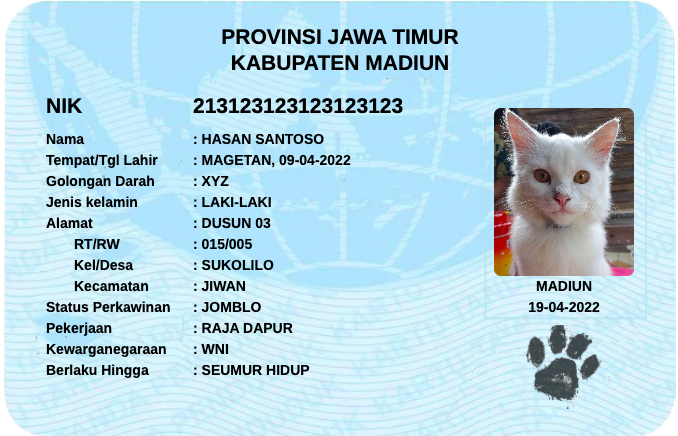 PROVINSI JAWA TIMUR
KABUPATEN MADIUN
NIK 213123123123123123
Nama : HASAN SANTOSO
Tempat/Tgl Lahir : MAGETAN, 09-04-2022
Golongan Darah : XYZ
Jenis kelamin : LAKI-LAKI
Alamat : DUSUN 03
RT/RW : 015/005
Kel/Desa : SUKOLILO
Kecamatan : JIWAN
Status Perkawinan : JOMBLO
Pekerjaan : RAJA DAPUR
Kewarganegaraan : WNI
Berlaku Hingga : SEUMUR HIDUP
MADIUN
19-04-2022